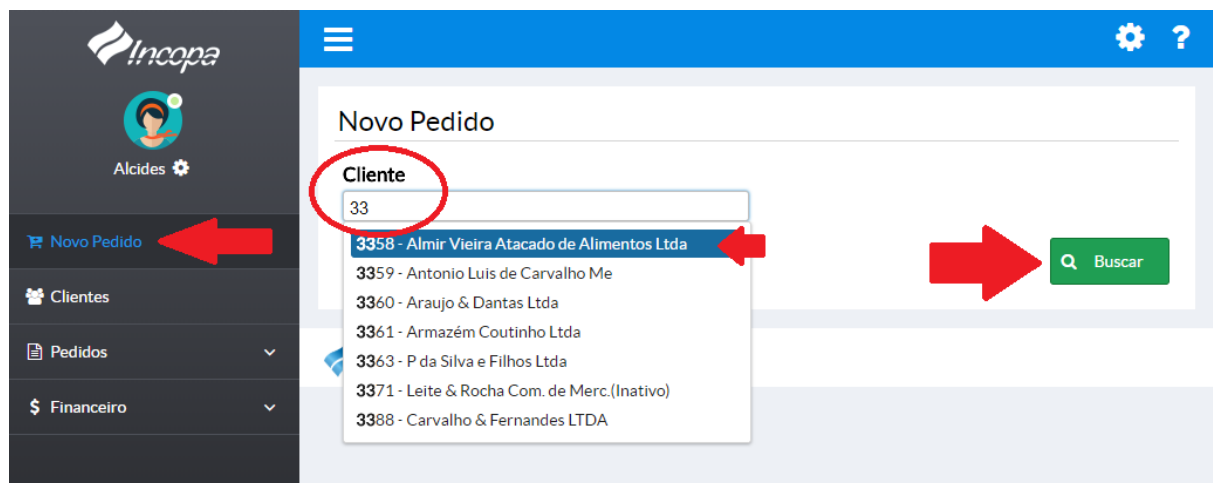 Incopa
Alcides
Novo Pedido
Clientes
Pedidos
$ Financeiro
?
Novo Pedido
Cliente
33
3358 - Almir Vieira Atacado de Alimentos Ltda
3359 - Antonio Luis de Carvalho Me
3360 - Araujo & Dantas Ltda
3361 - Armazém Coutinho Ltda
3363 - P da Silva e Filhos Ltda
3371 - Leite & Rocha Com. de Merc.(Inativo)
3388 - Carvalho & Fernandes LTDA
Buscar